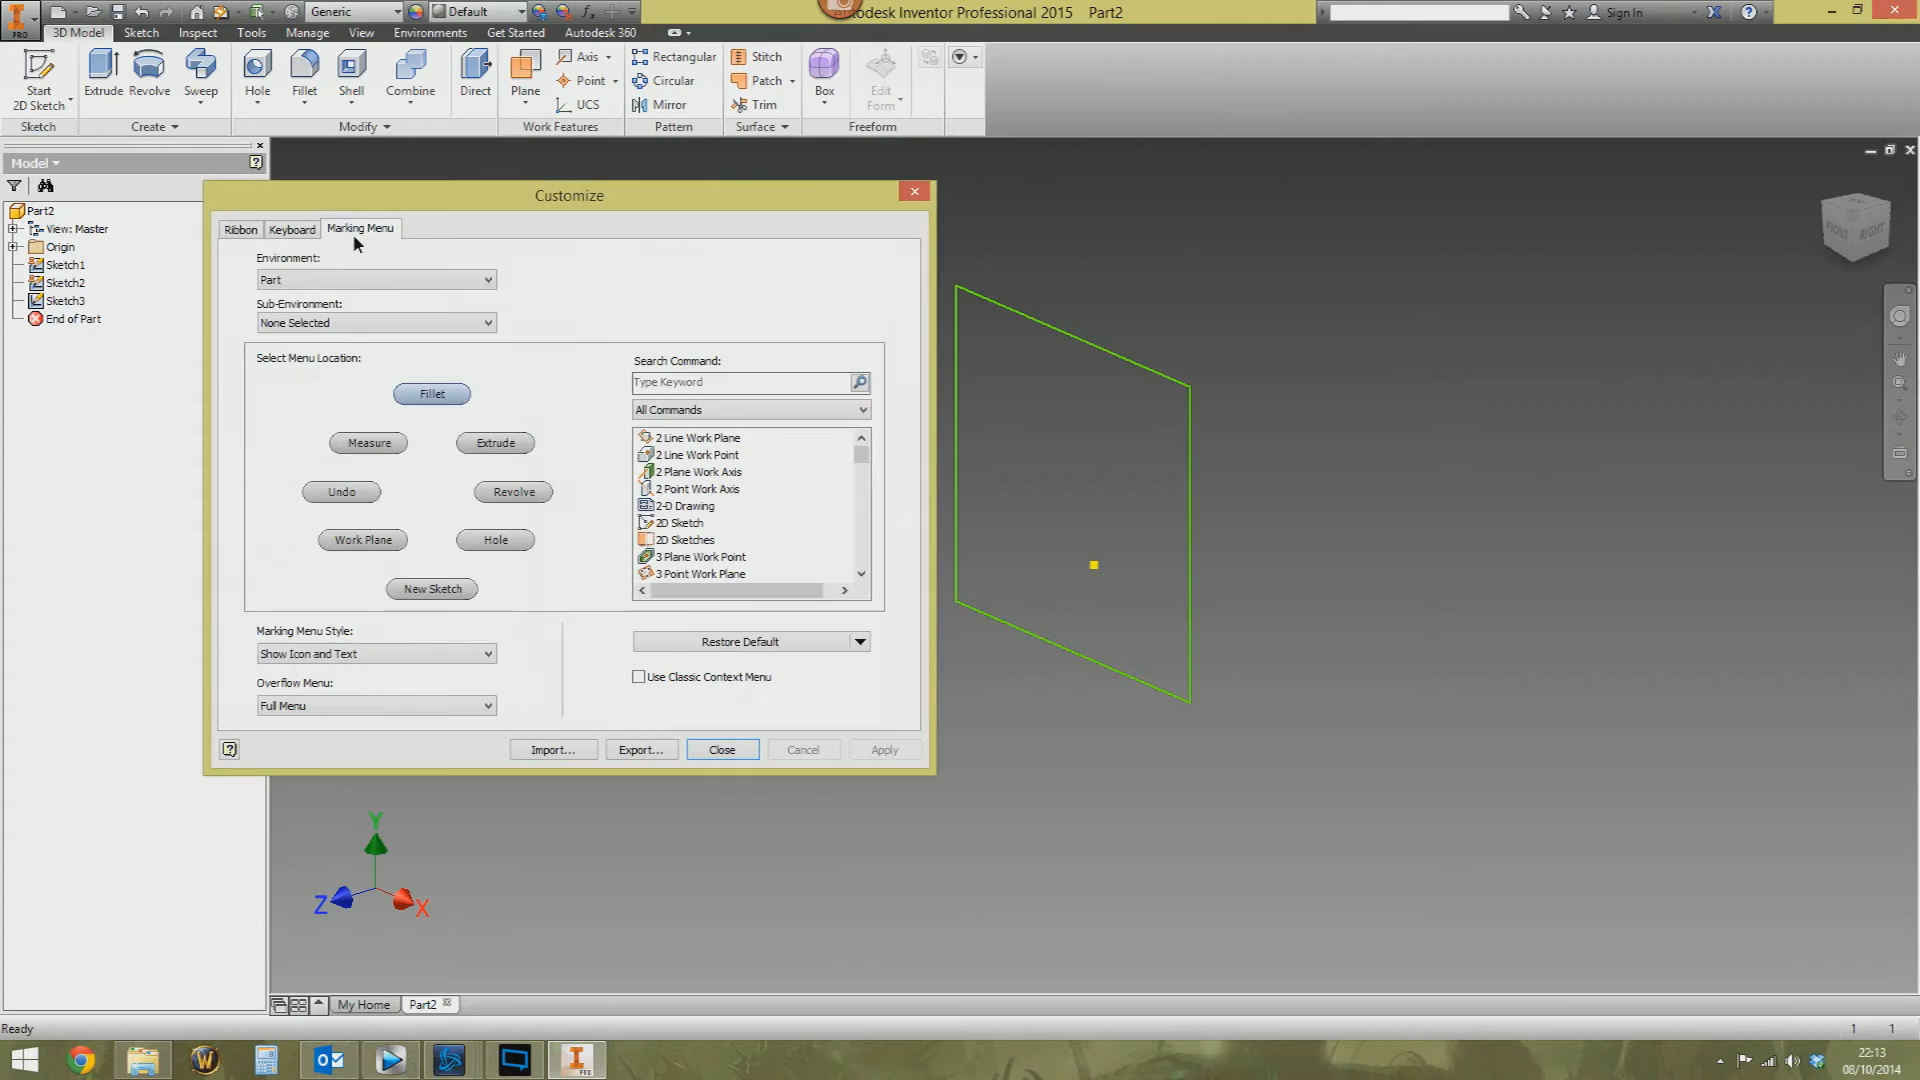 PRO
Generic
Default
Autodesk Inventor Professional 2015 Part2
Sign In
3D Model Sketch Inspect Tools Manage View Environments Get Started Autodesk 360
Start
2D Sketch
Extrude Revolve Sweep
Hole Fillet Shell Combine
Direct
Plane
Axis
Point
UCS
Rectangular
Circular
Mirror
Stitch
Patch
Trim
Box
Edit
Form
Sketch Create Modify Work Features Pattern Surface Freeform
Model
Part2
View: Master
Origin
Sketch1
Sketch2
Sketch3
End of Part
Customize
Ribbon Keyboard Marking Menu
Environment:
Part
Sub-Environment:
None Selected
Select Menu Location:
Fillet
Measure Extrude
Undo Revolve
Work Plane Hole
New Sketch
Search Command:
Type Keyword
All Commands
2 Line Work Plane
2 Line Work Point
2 Plane Work Axis
2 Point Work Axis
2-D Drawing
2D Sketch
2D Sketches
3 Plane Work Point
3 Point Work Plane
Marking Menu Style:
Show Icon and Text
Overflow Menu:
Full Menu
Restore Default
Use Classic Context Menu
Import... Export... Close Cancel Apply
FRONT RIGHT
Y
Z X
My Home Part2
Ready 1 1
22:13
08/10/2014